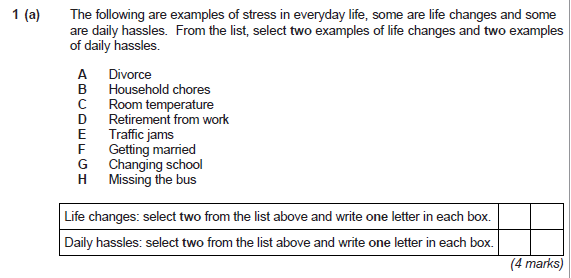 1 (a) The following are examples of stress in everyday life, some are life changes and some
are daily hassles. From the list, select two examples of life changes and two examples
of daily hassles.
A Divorce
B Household chores
C Room temperature
D Retirement from work
E Traffic jams
F Getting married
G Changing school
H Missing the bus
Life changes: select two from the list above and write one letter in each box.
Daily hassles: select two from the list above and write one letter in each box.
(4 marks)